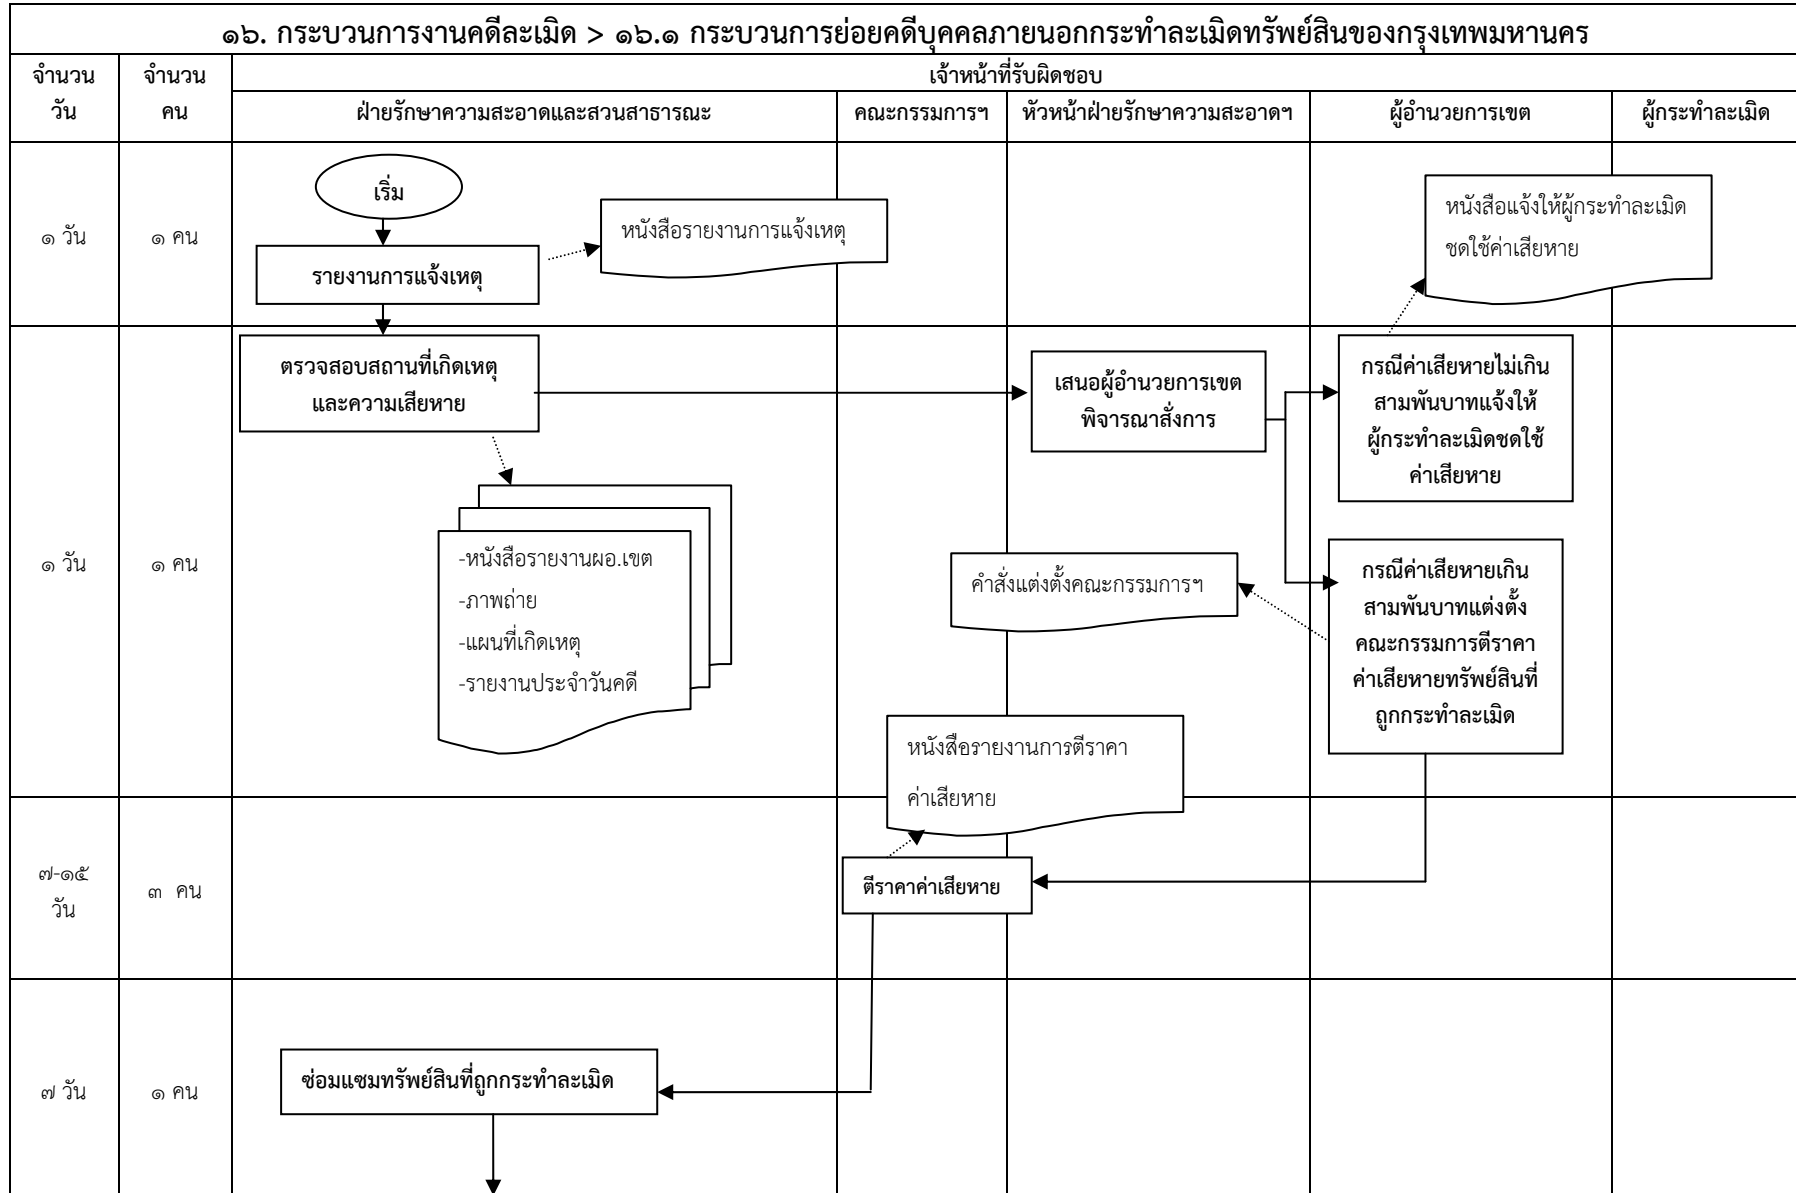 ๑๖. กระบวนการงานคดีละเมิด > ๑๖.๑ กระบวนการย่อยคดีบุคคลภายนอกกระทำละเมิดทรัพย์สินของกรุงเทพมหานคร
จำนวน
วัน
จำนวน
คน
เจ้าหน้าที่รับผิดชอบ
ฝ่ายรักษาความสะอาดและสวนสาธารณะ
คณะกรรมการฯ
หัวหน้าฝ่ายรักษาความสะอาดฯ
ผู้อำนวยการเขต
ผู้กระทำละเมิด
๑ วัน
๑ คน
เริ่ม
รายงานการแจ้งเหตุ
หนังสือรายงานการแจ้งเหตุ
หนังสือแจ้งให้ผู้กระทำละเมิด
ชดใช้ค่าเสียหาย
๑ วัน
๑ คน
ตรวจสอบสถานที่เกิดเหตุ
และความเสียหาย
-หนังสือรายงานผอ.เขต
-ภาพถ่าย
-แผนที่เกิดเหตุ
-รายงานประจำวันคดี
เสนอผู้อำนวยการเขต
พิจารณาสั่งการ
กรณีค่าเสียหายไม่เกิน
สามพันบาทแจ้งให้
ผู้กระทำละเมิดชดใช้
ค่าเสียหาย
คำสั่งแต่งตั้งคณะกรรมการฯ
กรณีค่าเสียหายเกิน
สามพันบาทแต่งตั้ง
คณะกรรมการตีราคา
ค่าเสียหายทรัพย์สินที่
ถูกกระทำละเมิด
หนังสือรายงานการตีราคา
ค่าเสียหาย
๗-๑๕
วัน
๓ คน
ตีราคาค่าเสียหาย
๗ วัน
๑ คน
ซ่อมแซมทรัพย์สินที่ถูกกระทำละเมิด